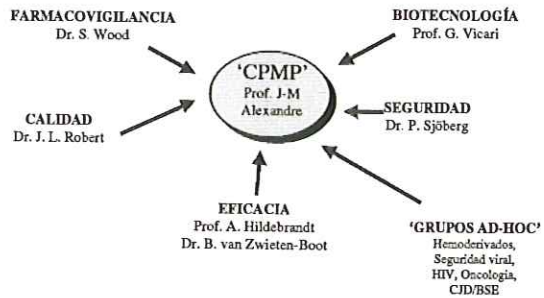 FARMACOVIGILANCIA
Dr. S. Wood
BIOTECNOLOGÍA
Prof. G. Vicari
'CPMP'
Prof. J-M
Alexandre
CALIDAD
Dr. J. L. Robert
SEGURIDAD
Dr. P. Sjöberg
EFICACIA
Prof. A. Hildebrandt
Dr. B. van Zwieten-Boot
'GRUPOS AD-HOC'
Hemoderivados,
Seguridad viral,
HIV, Oncologia,
CJD/BSE